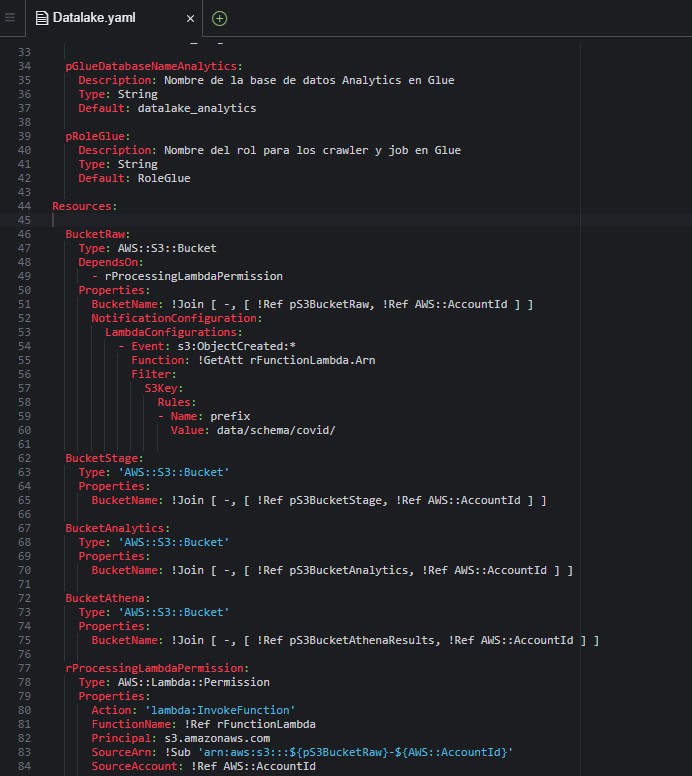 Datalake.yaml
33
34 pGlueDatabaseNameAnalytics:
35 Description: Nombre de la base de datos Analytics en Glue
36 Type: String
37 Default: datalake_analytics
38
39 pRoleGlue:
40 Description: Nombre del rol para los crawler y job en Glue
41 Type: String
42 Default: RoleGlue
43
44 Resources:
45
46 BucketRaw:
47 Type: AWS::S3::Bucket
48 DependsOn:
49 - rProcessingLambdaPermission
50 Properties:
51 BucketName: !Join [ -, [ !Ref pS3BucketRaw, !Ref AWS::AccountId ] ]
52 NotificationConfiguration:
53 LambdaConfigurations:
54 - Event: s3:ObjectCreated:*
55 Function: !GetAtt rFunctionLambda.Arn
56 Filter:
57 S3Key:
58 Rules:
59 - Name: prefix
60 Value: data/schema/covid/
61
62 BucketStage:
63 Type: 'AWS::S3::Bucket'
64 Properties:
65 BucketName: !Join [ -, [ !Ref pS3BucketStage, !Ref AWS::AccountId ] ]
66
67 BucketAnalytics:
68 Type: 'AWS::S3::Bucket'
69 Properties:
70 BucketName: !Join [ -, [ !Ref pS3BucketAnalytics, !Ref AWS::AccountId ] ]
71
72 BucketAthena:
73 Type: 'AWS::S3::Bucket'
74 Properties:
75 BucketName: !Join [ -, [ !Ref pS3BucketAthenaResults, !Ref AWS::AccountId ] ]
76
77 rProcessingLambdaPermission:
78 Type: AWS::Lambda::Permission
79 Properties:
80 Action: 'lambda:InvokeFunction'
81 FunctionName: !Ref rFunctionLambda
82 Principal: s3.amazonaws.com
83 SourceArn: !Sub 'arn:aws:s3:::${pS3BucketRaw}-${AWS::AccountId}'
84 SourceAccount: !Ref AWS::AccountId